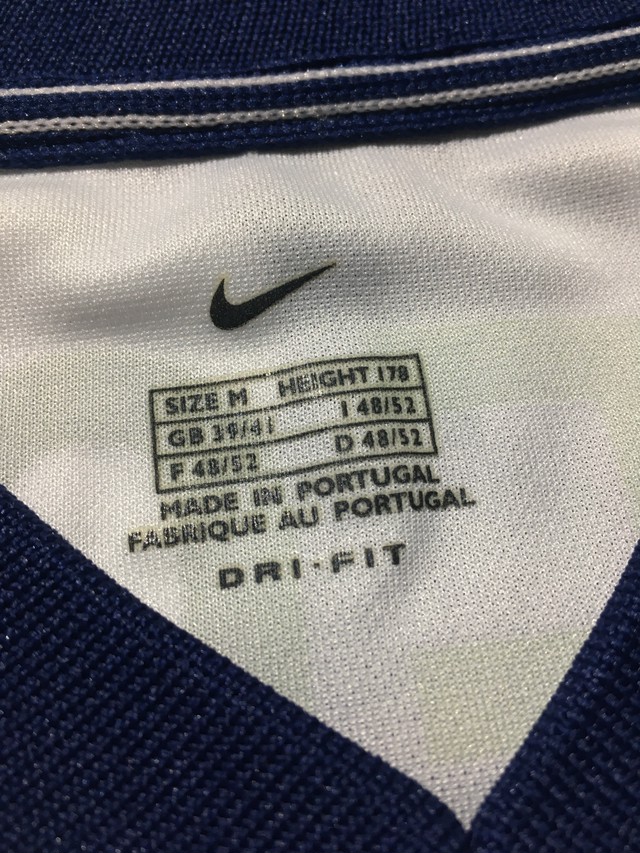 SIZE M HEIGHT 178
GB 39/41 I 48/52
F 48/52 D 48/52
MADE IN PORTUGAL
FABRIQUE AU PORTUGAL
DRI·FIT